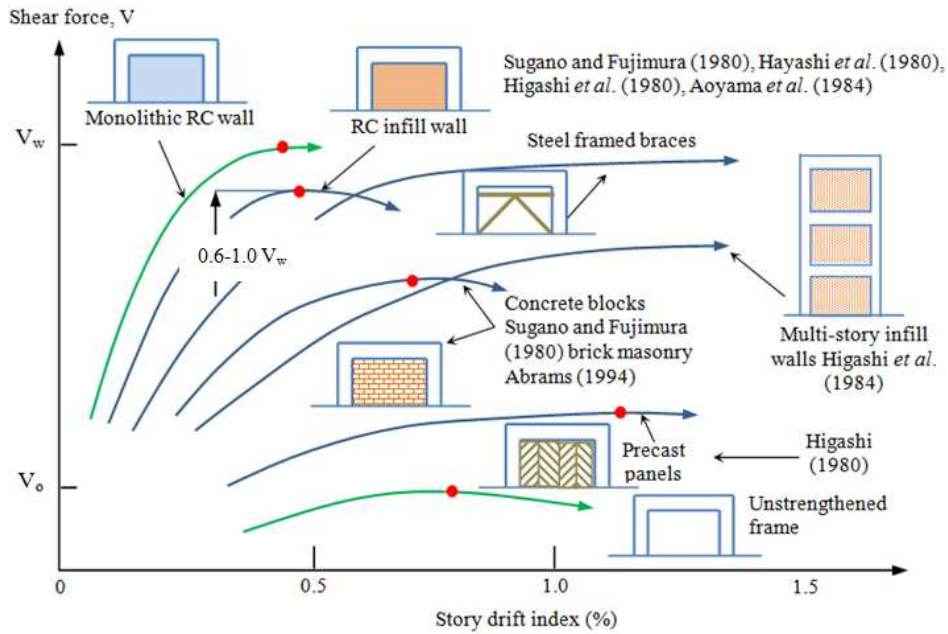 Shear force, V
Sugano and Fujimura (1980), Hayashi et al. (1980),
Higashi et al. (1980), Aoyama et al. (1984)
Monolithic RC wall
RC infill wall
Vw
Steel framed braces
0.6-1.0 Vw
Concrete blocks
Sugano and Fujimura
(1980) brick masonry
Abrams (1994)
Multi-story infill
walls Higashi et al.
(1984)
Precast
panels
Higashi
(1980)
Vo
Unstrengthened
frame
0
0.5
1.0
1.5
Story drift index (%)